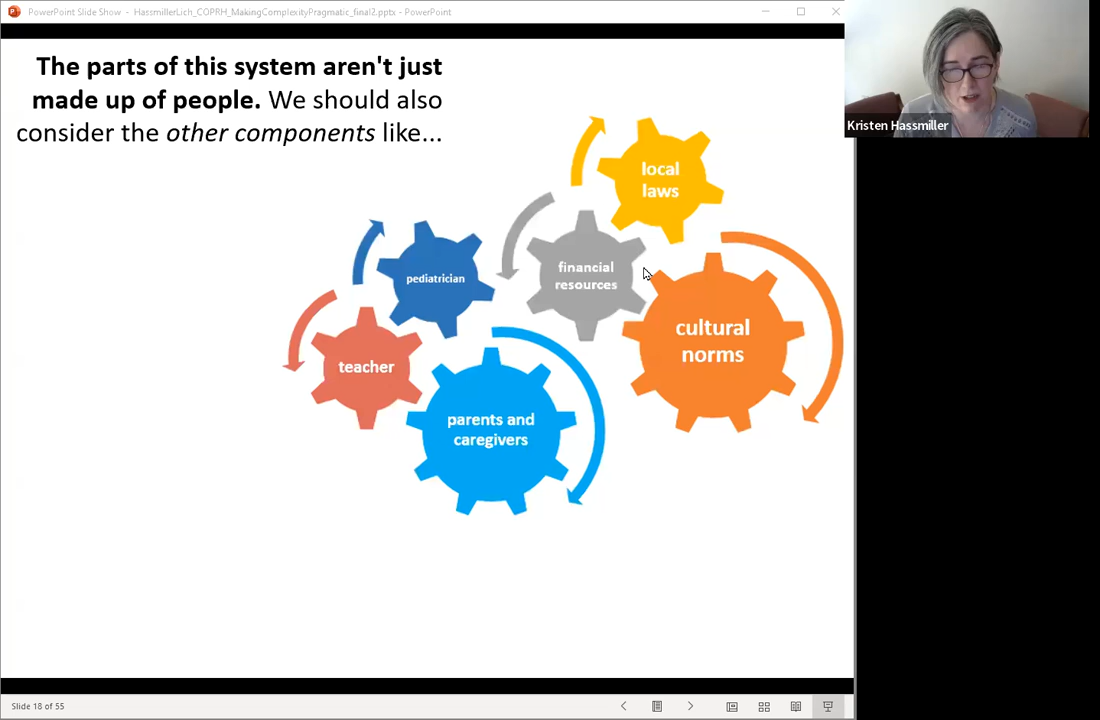 PowerPoint Slide Show - HassmillerLich_COPRH_MakingComplexityPragmatic_final2.pptx - PowerPoint
The parts of this system aren't just
made up of people. We should also
consider the other components like...
Kristen Hassmiller
local
laws
pediatrician
financial
resources
cultural
norms
teacher
parents and
caregivers
Slide 18 of 55